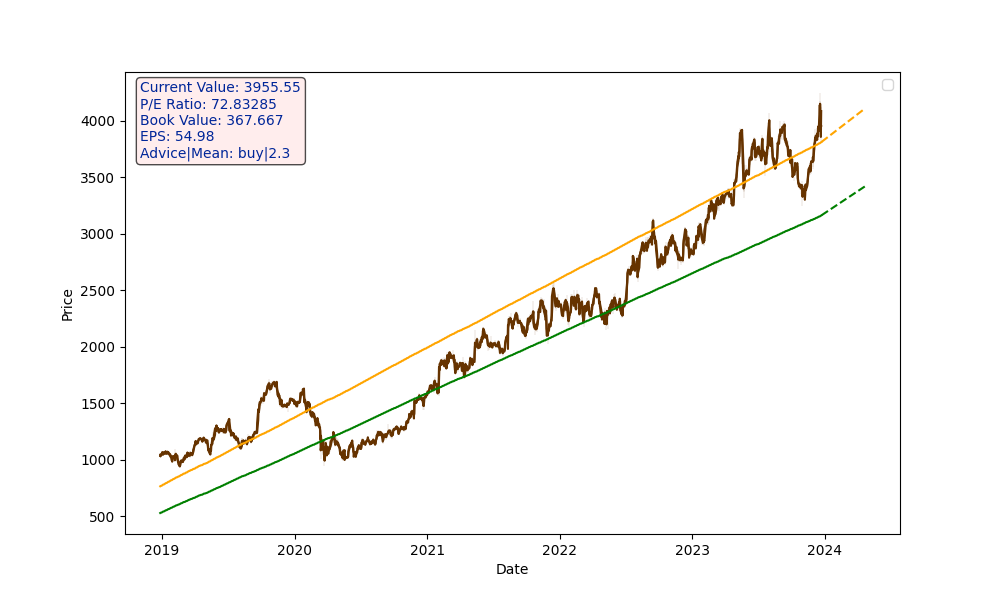 Current Value: 3955.55
P/E Ratio: 72.83285
Book Value: 367.667
EPS: 54.98
Advice|Mean: buy|2.3
4000
3500
3000
2500
2000
1500
1000
500
Price
2019 2020 2021 2022 2023 2024
Date